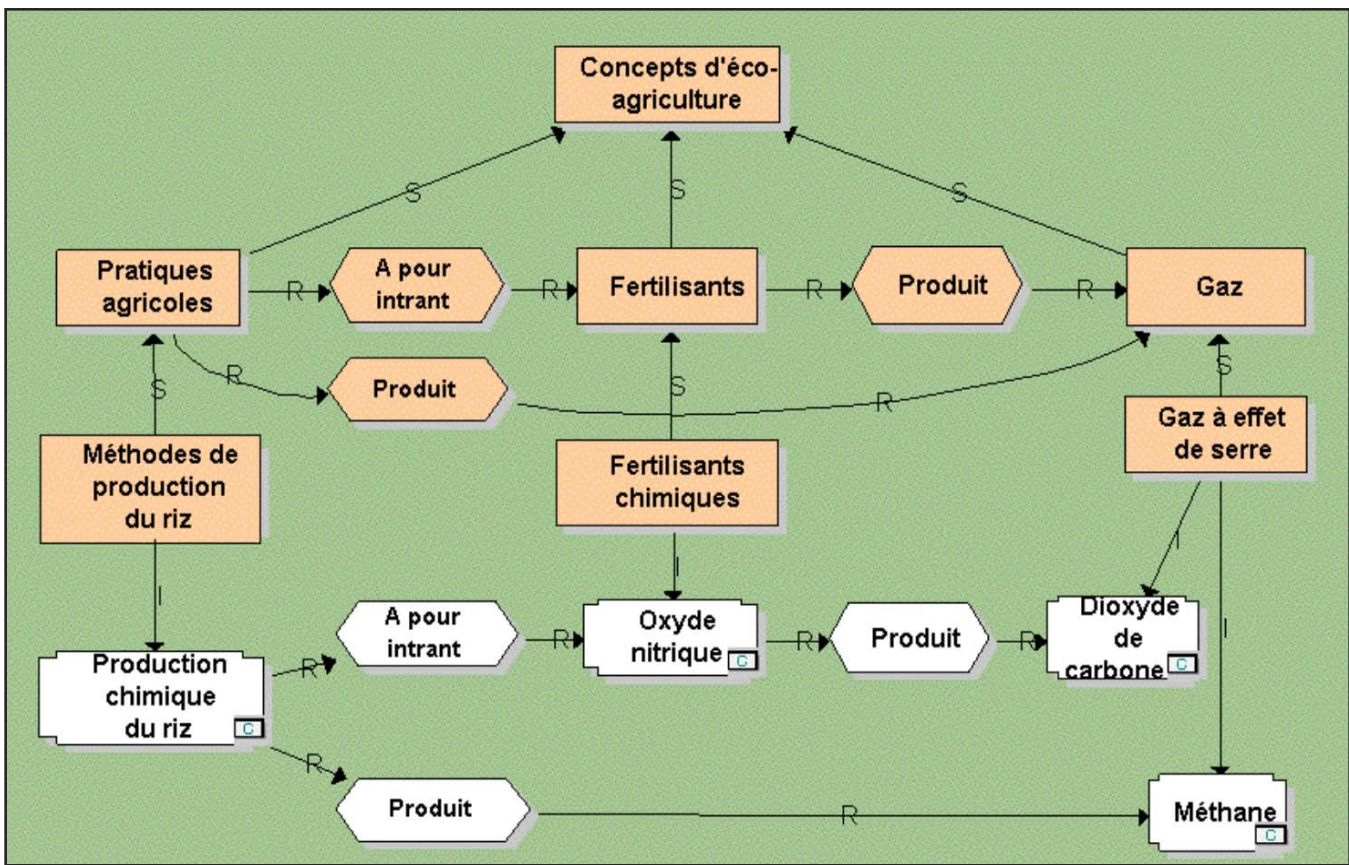 Concepts d'éco-
agriculture
S
S
S
Pratiques
agricoles
R
A pour
intrant
R
Fertilisants
R
Produit
R
Gaz
S
R
Produit
S
R
S
Méthodes de
production
du riz
Fertilisants
chimiques
Gaz à effet
de serre
I
I
I
I
A pour
intrant
R
Oxyde
nitrique
C
R
Produit
R
Dioxyde
de
carbone
C
Production
chimique
du riz
C
R
R
Produit
R
Méthane
C